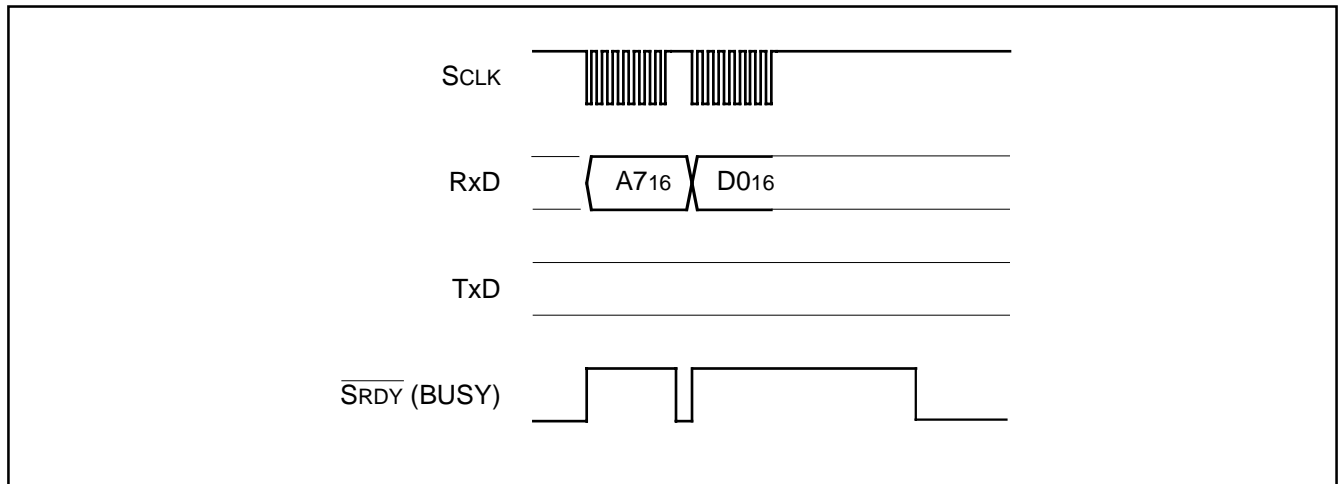 SCLK
RxD
A716
D016
TxD
SRDY (BUSY)